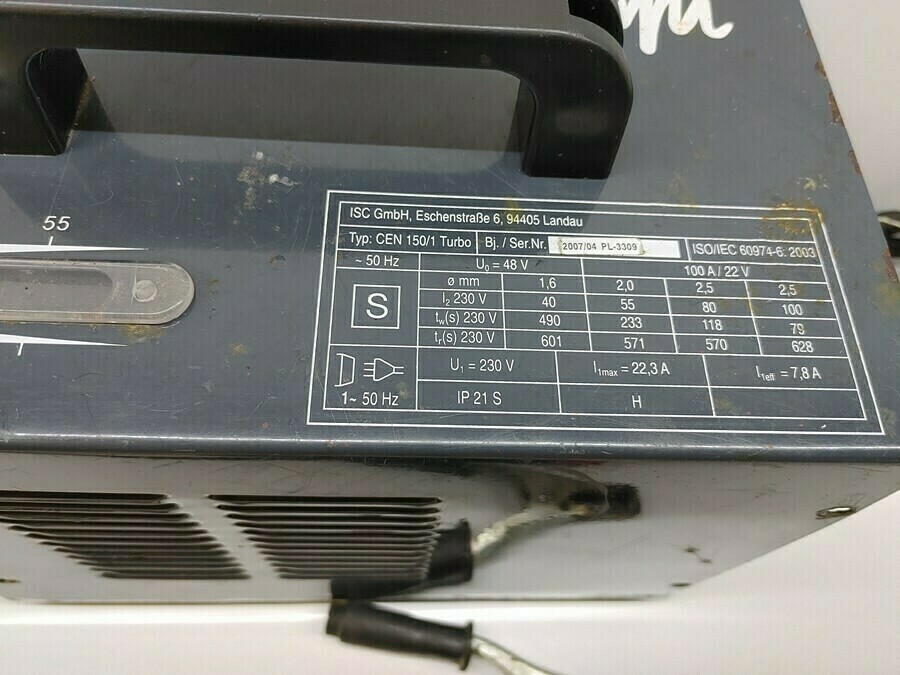 55
ISC GmbH, Eschenstraße 6, 94405 Landau
Typ: CEN 150/1 Turbo Bj. / Ser.Nr. 2007/04 PL-3309 ISO/IEC 60974-6: 2003
~ 50 Hz U₀ = 48 V 100 A / 22 V
ø mm 1,6 2,0 2,5 2,5
S I₂ 230 V 40 55 80 100
tw(s) 230 V 490 233 118 79
tr(s) 230 V 601 571 570 628
U₁ = 230 V I1max = 22,3 A I1eff = 7,8 A
1~ 50 Hz IP 21 S H